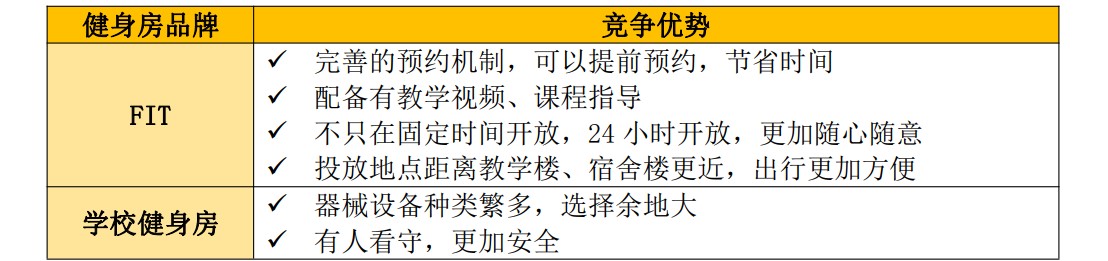 健身房品牌 竞争优势
✓ 完善的预约机制，可以提前预约，节省时间
✓ 配备有教学视频、课程指导
FIT
✓ 不只在固定时间开放，24 小时开放，更加随心随意
✓ 投放地点距离教学楼、宿舍楼更近，出行更加方便
学校健身房
✓ 器械设备种类繁多，选择余地大
✓ 有人看守，更加安全